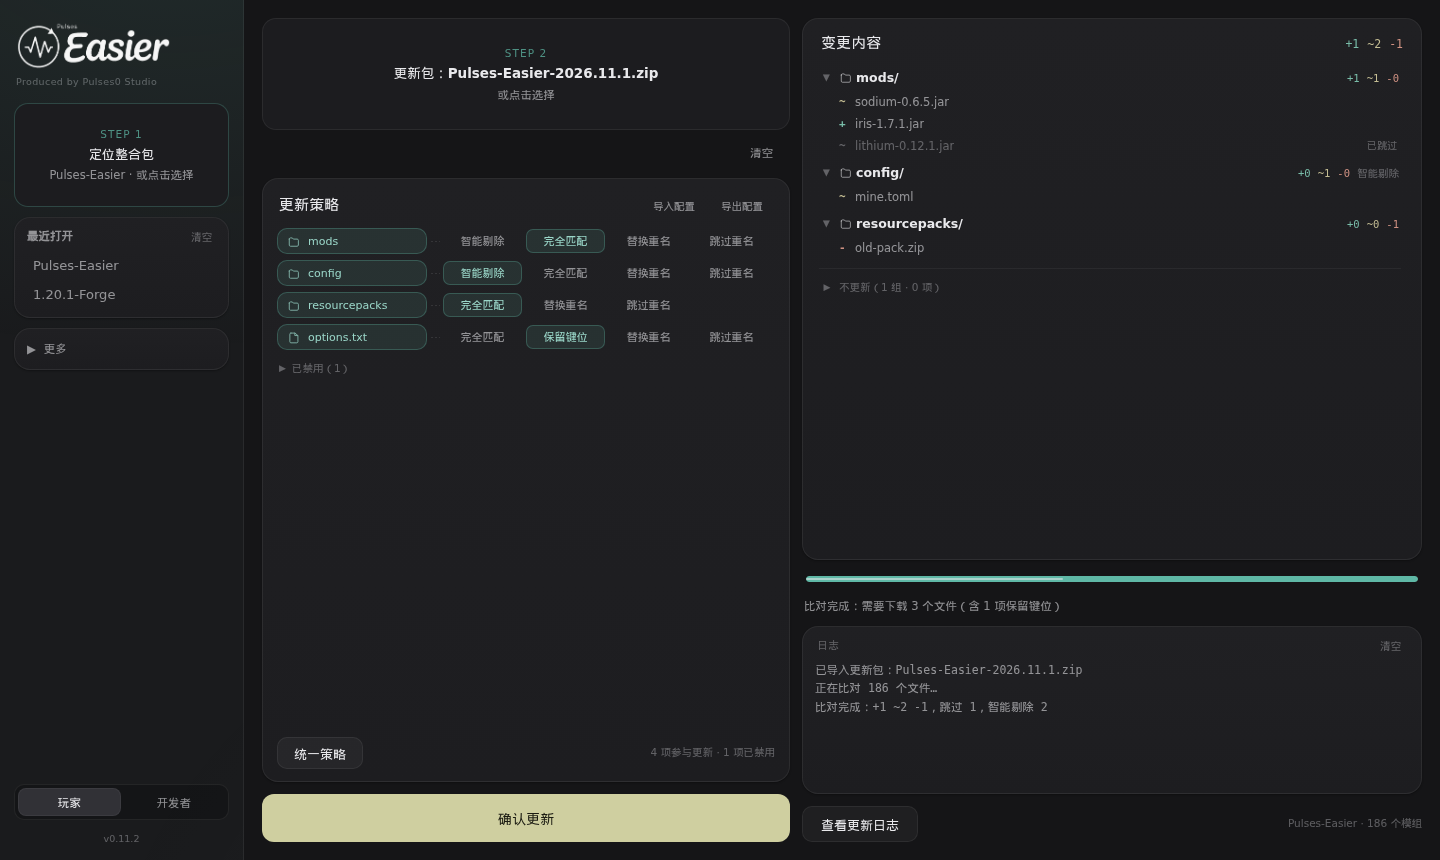 Pulses
Easier
Produced by Pulses0 Studio
STEP 1
定位整合包
Pulses-Easier · 或点击选择
最近打开 清空
Pulses-Easier
1.20.1-Forge
▶ 更多
玩家 开发者
v0.11.2
STEP 2
更新包：Pulses-Easier-2026.11.1.zip
或点击选择
清空
更新策略 导入配置 导出配置
mods ··· 智能剔除 完全匹配 替换重名 跳过重名
config ··· 智能剔除 完全匹配 替换重名 跳过重名
resourcepacks ··· 完全匹配 替换重名 跳过重名
options.txt ··· 完全匹配 保留键位 替换重名 跳过重名
▶ 已禁用（1）
统一策略 4 项参与更新 · 1 项已禁用
确认更新
变更内容 +1 ~2 -1
▼ mods/ +1 ~1 -0
~ sodium-0.6.5.jar
+ iris-1.7.1.jar
~ lithium-0.12.1.jar 已跳过
▼ config/ +0 ~1 -0 智能剔除
~ mine.toml
▼ resourcepacks/ +0 ~0 -1
- old-pack.zip
▶ 不更新（1 组 · 0 项）
比对完成：需要下载 3 个文件（含 1 项保留键位）
日志 清空
已导入更新包：Pulses-Easier-2026.11.1.zip
正在比对 186 个文件…
比对完成：+1 ~2 -1，跳过 1，智能剔除 2
查看更新日志 Pulses-Easier · 186 个模组